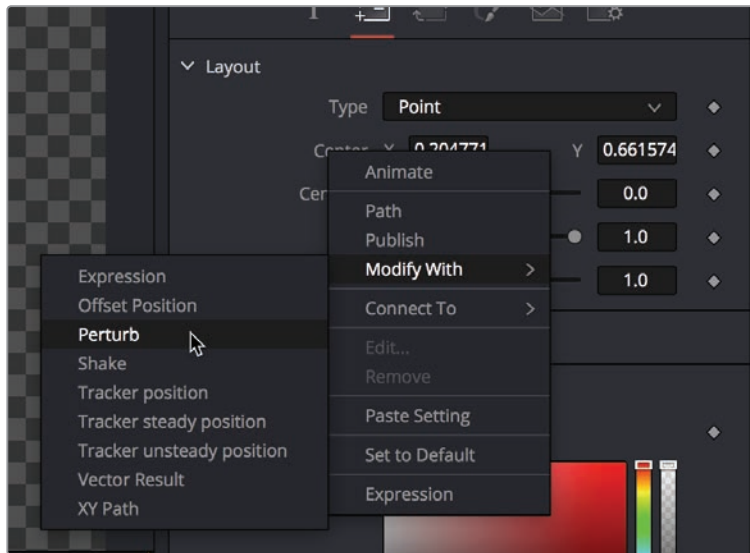 T
Layout
Type Point
Center X 0.204771 Y 0.661574
Cen 0.0
1.0
1.0
Animate
Path
Publish
Modify With
Connect To
Edit...
Remove
Paste Setting
Set to Default
Expression
Expression
Offset Position
Perturb
Shake
Tracker position
Tracker steady position
Tracker unsteady position
Vector Result
XY Path